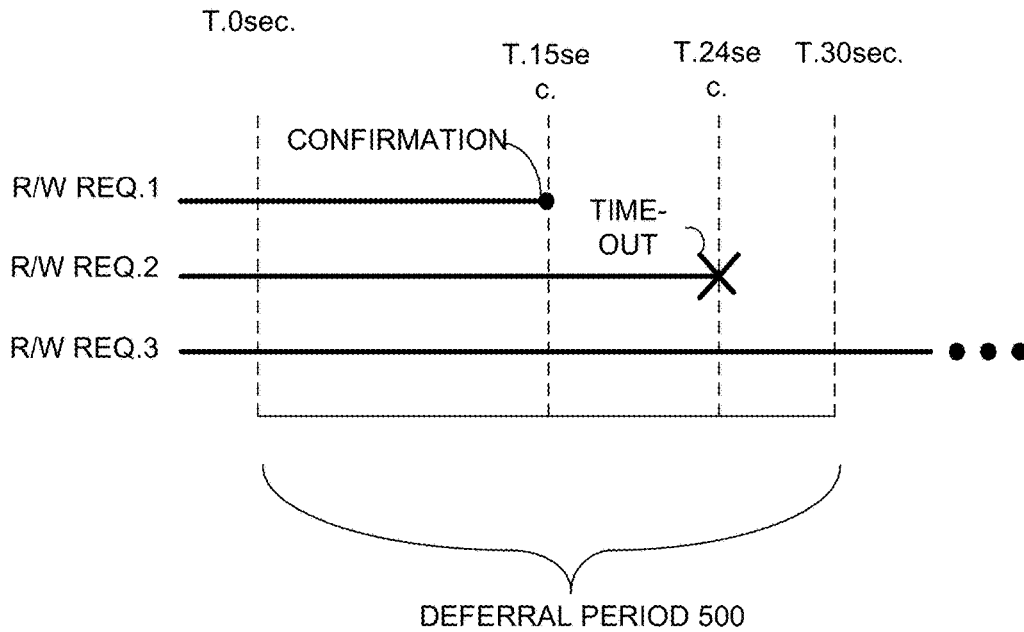 T.0sec.
T.15se
c.
T.24se
c.
T.30sec.
CONFIRMATION
R/W REQ.1
TIME-
OUT
R/W REQ.2
R/W REQ.3
DEFERRAL PERIOD 500